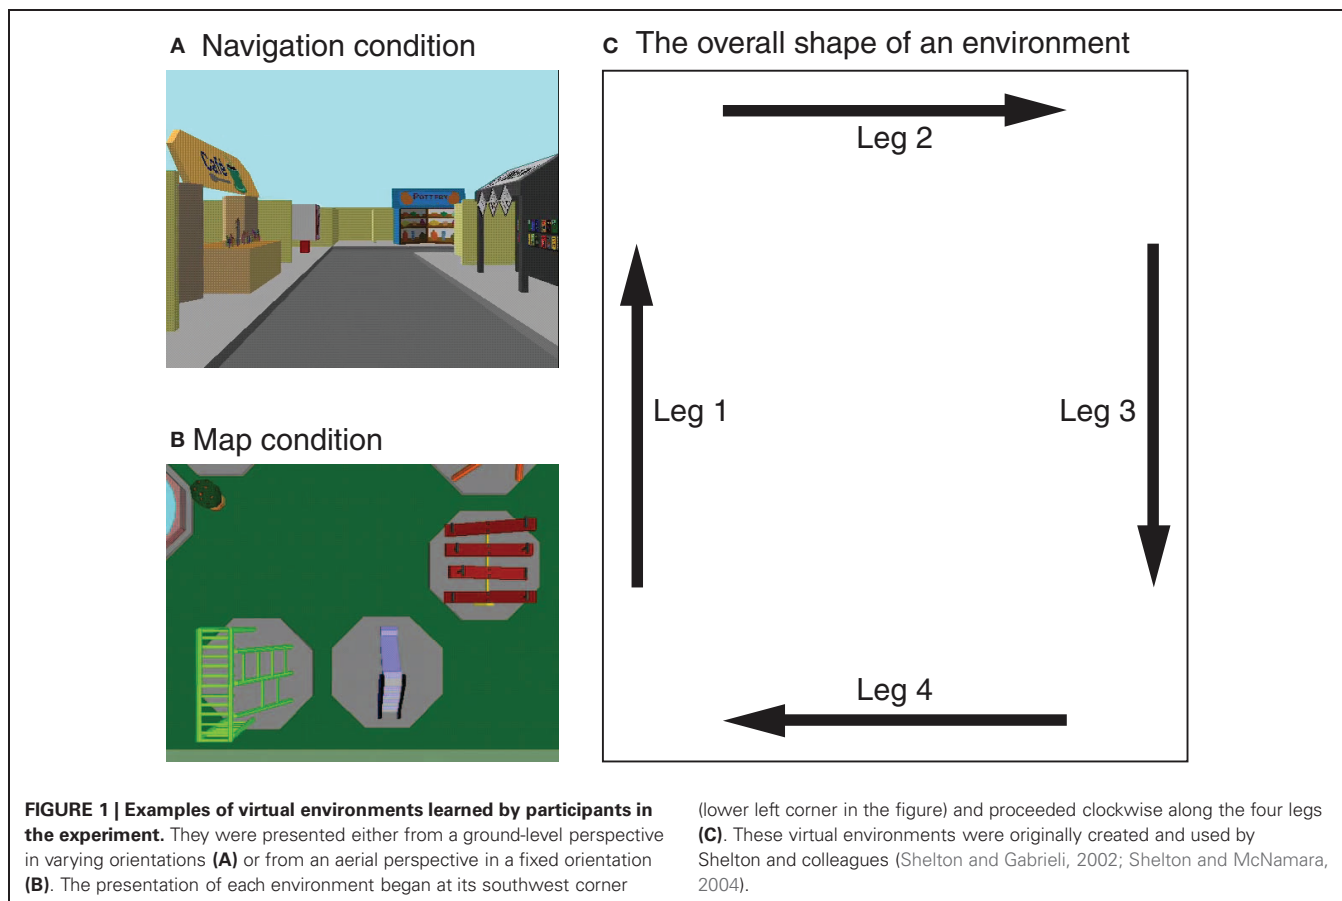 A Navigation condition
Café
POTTERY
B Map condition
C The overall shape of an environment
Leg 2
Leg 1
Leg 3
Leg 4
FIGURE 1 | Examples of virtual environments learned by participants in
the experiment. They were presented either from a ground-level perspective
in varying orientations (A) or from an aerial perspective in a fixed orientation
(B). The presentation of each environment began at its southwest corner
(lower left corner in the figure) and proceeded clockwise along the four legs
(C). These virtual environments were originally created and used by
Shelton and colleagues (Shelton and Gabrieli, 2002; Shelton and McNamara,
2004).